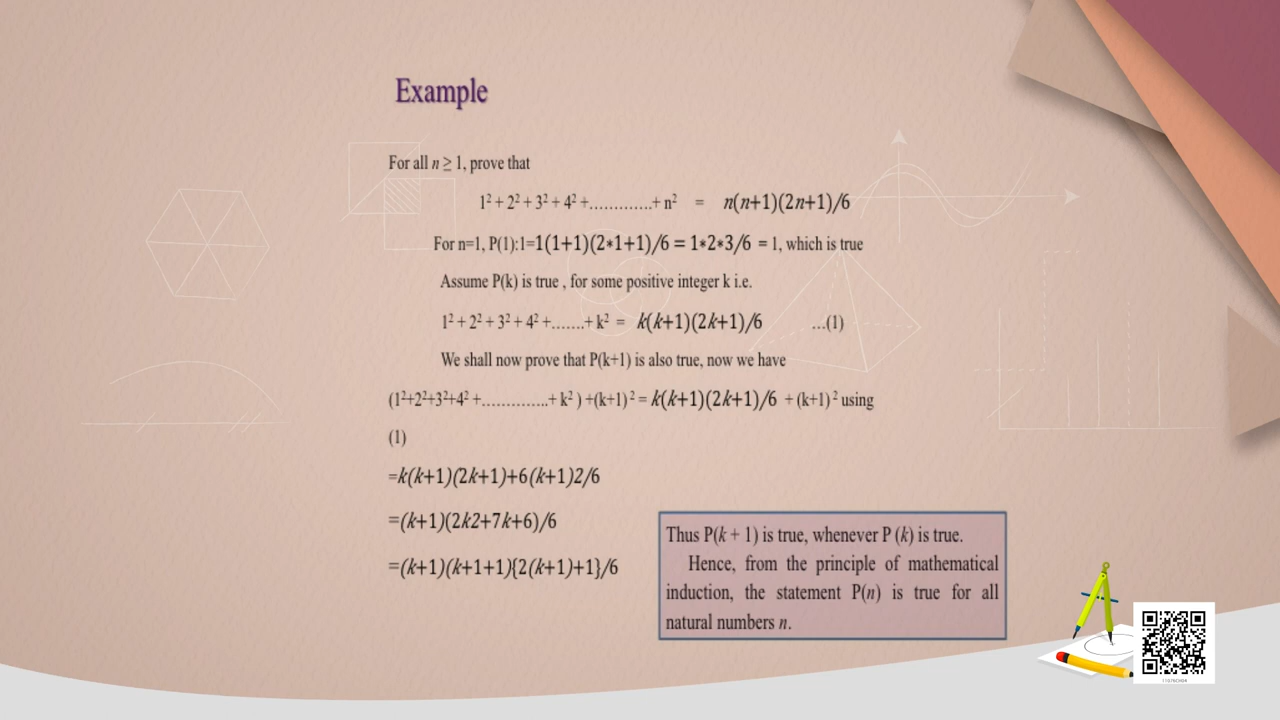 Example
For all n ≥ 1, prove that
1² + 2² + 3² + 4² +………….+ n² = n(n+1)(2n+1)/6
For n=1, P(1):1=1(1+1)(2*1+1)/6 = 1*2*3/6 = 1, which is true
Assume P(k) is true , for some positive integer k i.e.
1² + 2² + 3² + 4² +…….+ k² = k(k+1)(2k+1)/6 …(1)
We shall now prove that P(k+1) is also true, now we have
(1²+2²+3²+4² +…………..+ k² ) +(k+1) ² = k(k+1)(2k+1)/6 + (k+1) ² using
(1)
=k(k+1)(2k+1)+6(k+1)2/6
=(k+1)(2k2+7k+6)/6
=(k+1)(k+1+1){2(k+1)+1}/6
Thus P(k + 1) is true, whenever P (k) is true.
Hence, from the principle of mathematical
induction, the statement P(n) is true for all
natural numbers n.